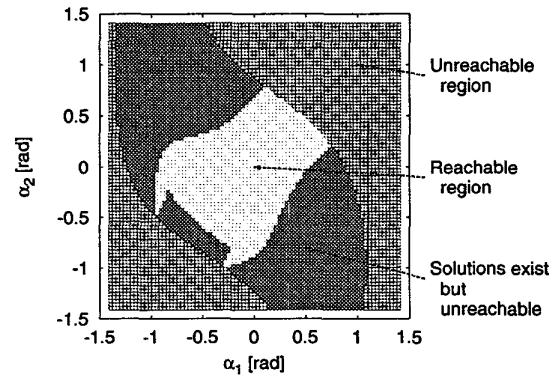 1.5
1
0.5
0
-0.5
-1
-1.5
α2 [rad]
-1.5 -1 -0.5 0 0.5 1 1.5
α1 [rad]
Unreachable
region
Reachable
region
Solutions exist
but
unreachable